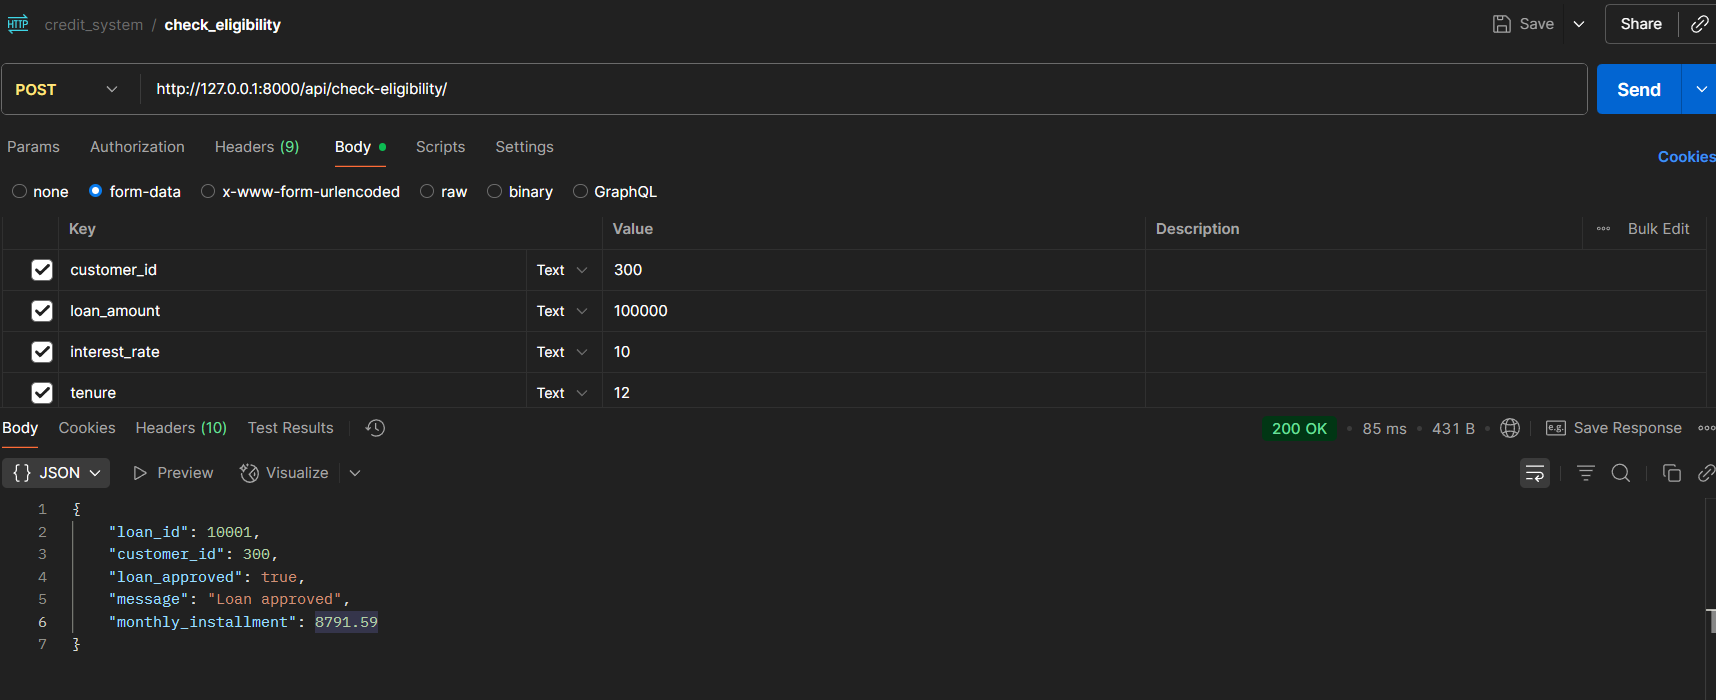 HTTP credit_system / check_eligibility Save Share
POST http://127.0.0.1:8000/api/check-eligibility/ Send
Params Authorization Headers (9) Body Scripts Settings Cookies
none form-data x-www-form-urlencoded raw binary GraphQL
Key Value Description Bulk Edit
customer_id Text 300
loan_amount Text 100000
interest_rate Text 10
tenure Text 12
Body Cookies Headers (10) Test Results 200 OK 85 ms 431 B e.g. Save Response
{} JSON Preview Visualize
1 {
2 "loan_id": 10001,
3 "customer_id": 300,
4 "loan_approved": true,
5 "message": "Loan approved",
6 "monthly_installment": 8791.59
7 }